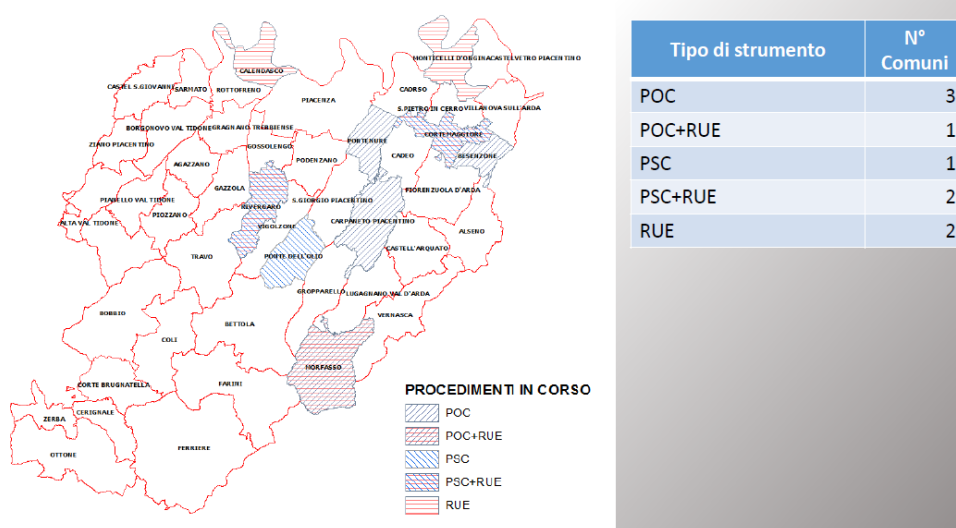 CALENDASCO
MONTICELLI D'ONGINA
CASTELVETRO PIACENTINO
CASTEL S.GIOVANNI
SARMATO
ROTTOFRENO
PIACENZA
CAORSO
S.PIETRO IN CERRO
VILLANOVA SULL'ARDA
BORGONOVO VAL TIDONE
GRAGNANO TREBBIENSE
CORTEMAGGIORE
ZIANO PIACENTINO
GOSSOLENGO
PONTENURE
BESENZONE
AGAZZANO
PODENZANO
CADEO
GAZZOLA
FIORENZUOLA D'ARDA
PIANELLO VAL TIDONE
S.GIORGIO PIACENTINO
RIVERGARO
PIOZZANO
CARPANETO PIACENTINO
ALTA VAL TIDONE
VIGOLZONE
ALSENO
CASTELL'ARQUATO
TRAVO
PONTE DELL'OLIO
GROPPARELLO
LUGAGNANO VAL D'ARDA
BOBBIO
VERNASCA
BETTOLA
COLI
MORFASSO
CORTE BRUGNATELLA
FARINI
CERIGNALE
ZERBA
FERRIERE
OTTONE
PROCEDIMENTI IN CORSO
POC
POC+RUE
PSC
PSC+RUE
RUE
Tipo di strumento N° Comuni
POC 3
POC+RUE 1
PSC 1
PSC+RUE 2
RUE 2